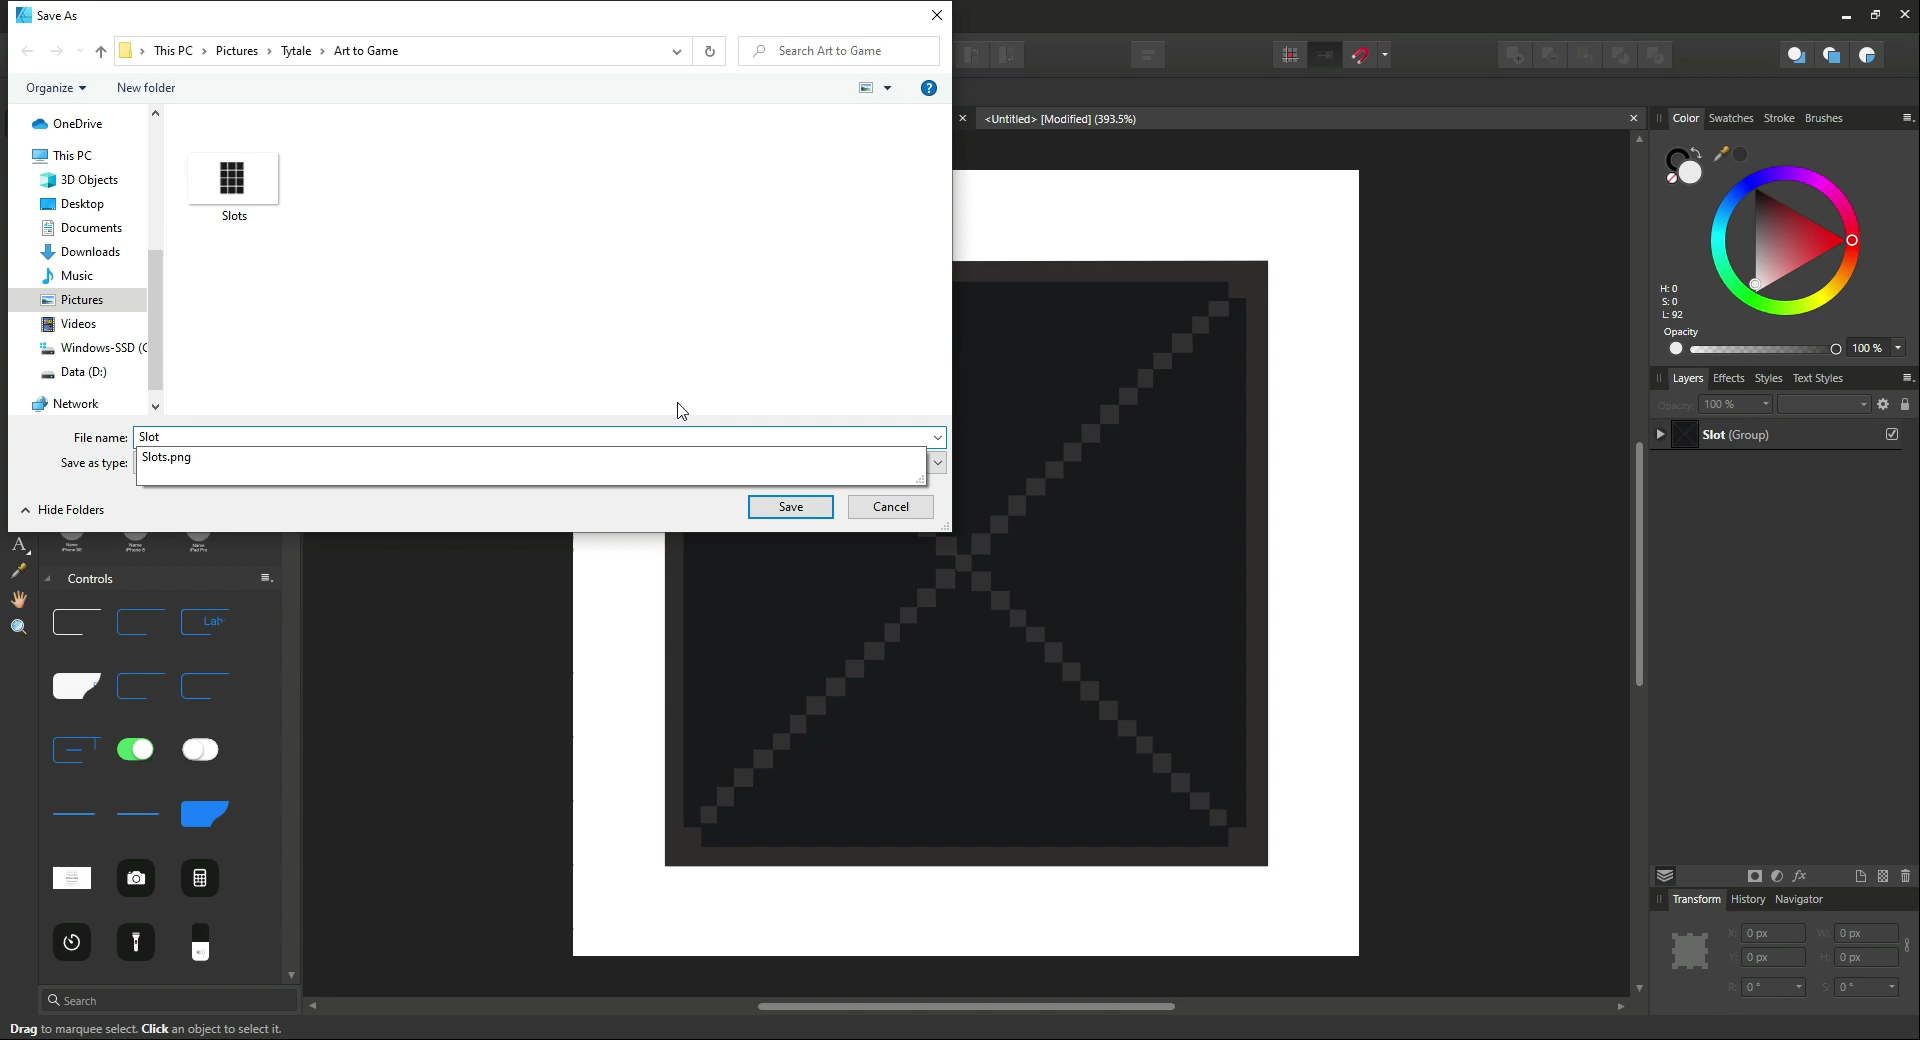 Save As
This PC
Pictures
Tytale
Art to Game
Search Art to Game
Organize
New folder
OneDrive
This PC
3D Objects
Desktop
Documents
Downloads
Music
Pictures
Videos
Windows-SSD (C
Data (D:)
Network
Slots
File name: Slot
Slots.png
Save as type:
Hide Folders
Save
Cancel
<Untitled> [Modified] (393.5%)
Color
Swatches
Stroke
Brushes
H: 0
S: 0
L: 92
Opacity
100 %
Layers
Effects
Styles
Text Styles
Opacity: 100 %
Slot (Group)
Controls
Lab
Transform
History
Navigator
X: 0 px
W: 0 px
Y: 0 px
H: 0 px
R: 0 °
S: 0 °
Search
Drag to marquee select. Click an object to select it.